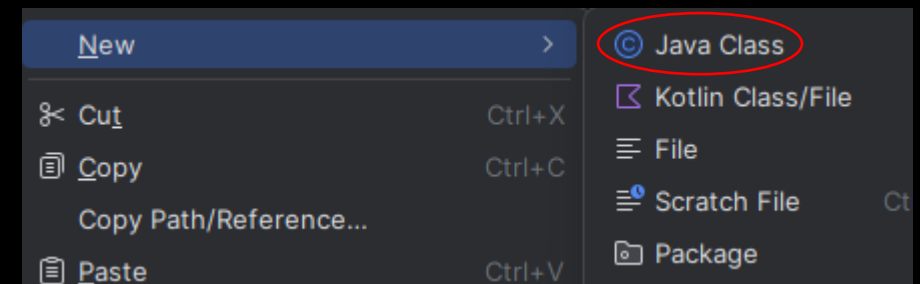 New
Cut Ctrl+X
Copy Ctrl+C
Copy Path/Reference...
Paste Ctrl+V
Java Class
Kotlin Class/File
File
Scratch File Ct
Package